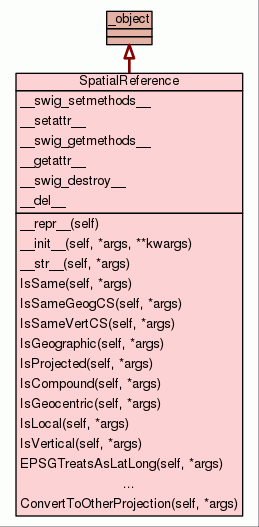 _object
SpatialReference
__swig_setmethods__
__setattr__
__swig_getmethods__
__getattr__
__swig_destroy__
__del__
__repr__(self)
__init__(self, *args, **kwargs)
__str__(self, *args)
IsSame(self, *args)
IsSameGeogCS(self, *args)
IsSameVertCS(self, *args)
IsGeographic(self, *args)
IsProjected(self, *args)
IsCompound(self, *args)
IsGeocentric(self, *args)
IsLocal(self, *args)
IsVertical(self, *args)
EPSGTreatsAsLatLong(self, *args)
...
ConvertToOtherProjection(self, *args)